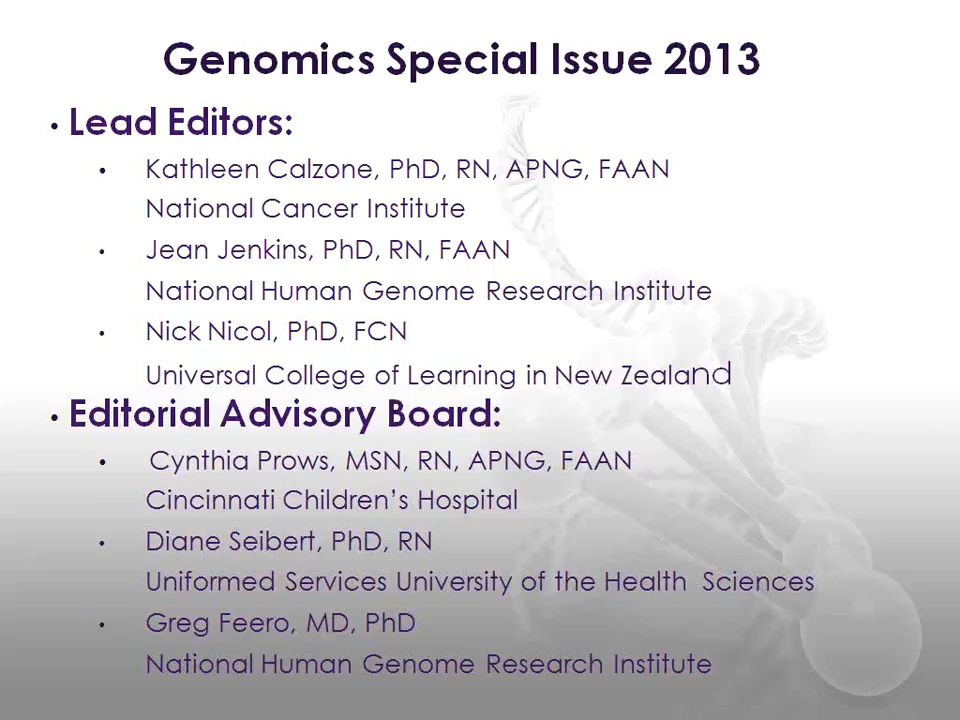 Genomics Special Issue 2013
• Lead Editors:
• Kathleen Calzone, PhD, RN, APNG, FAAN
National Cancer Institute
• Jean Jenkins, PhD, RN, FAAN
National Human Genome Research Institute
• Nick Nicol, PhD, FCN
Universal College of Learning in New Zealand
• Editorial Advisory Board:
• Cynthia Prows, MSN, RN, APNG, FAAN
Cincinnati Children’s Hospital
• Diane Seibert, PhD, RN
Uniformed Services University of the Health Sciences
• Greg Feero, MD, PhD
National Human Genome Research Institute